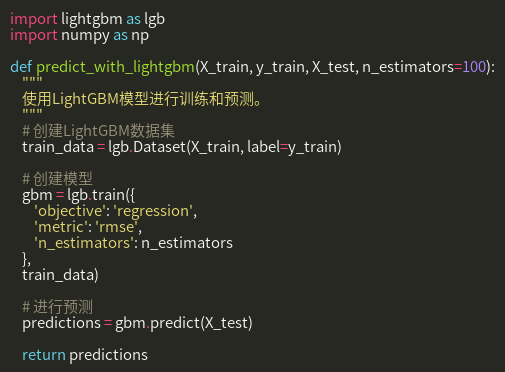 import lightgbm as lgb
import numpy as np
def predict_with_lightgbm(X_train, y_train, X_test, n_estimators=100):
"""
使用LightGBM模型进行训练和预测。
"""
# 创建LightGBM数据集
train_data = lgb.Dataset(X_train, label=y_train)
# 创建模型
gbm = lgb.train({
'objective': 'regression',
'metric': 'rmse',
'n_estimators': n_estimators
},
train_data)
# 进行预测
predictions = gbm.predict(X_test)
return predictions